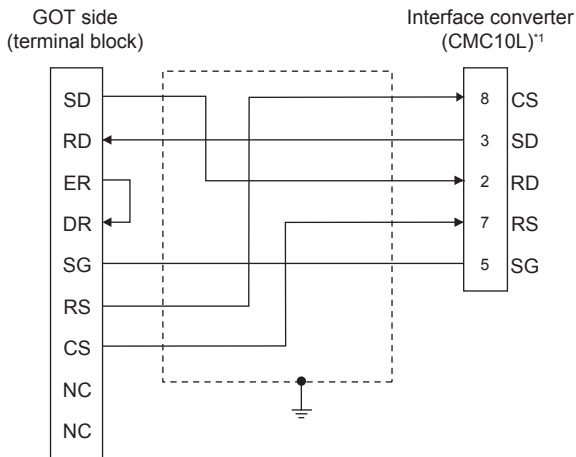 GOT side
(terminal block)
Interface converter
(CMC10L)*1
SD 8 CS
RD 3 SD
ER 2 RD
DR 7 RS
SG 5 SG
RS
CS
NC
NC